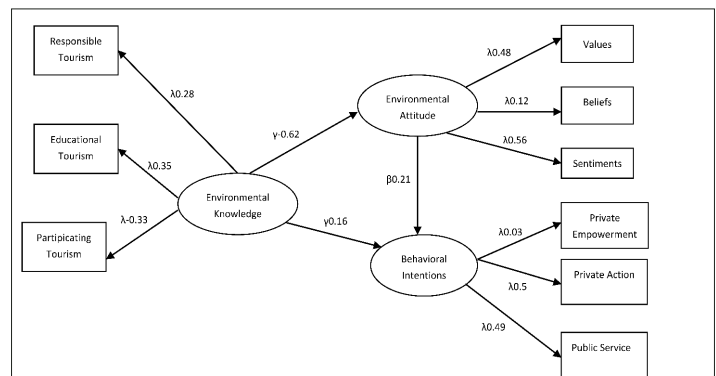 Responsible
Tourism
λ0.28
Educational
Tourism
λ0.35
Partipicating
Tourism
λ-0.33
Environmental
Knowledge
γ-0.62
γ0.16
Environmental
Attitude
β0.21
Behavioral
Intentions
λ0.48
Values
λ0.12
Beliefs
λ0.56
Sentiments
λ0.03
Private
Empowerment
λ0.5
Private Action
λ0.49
Public Service